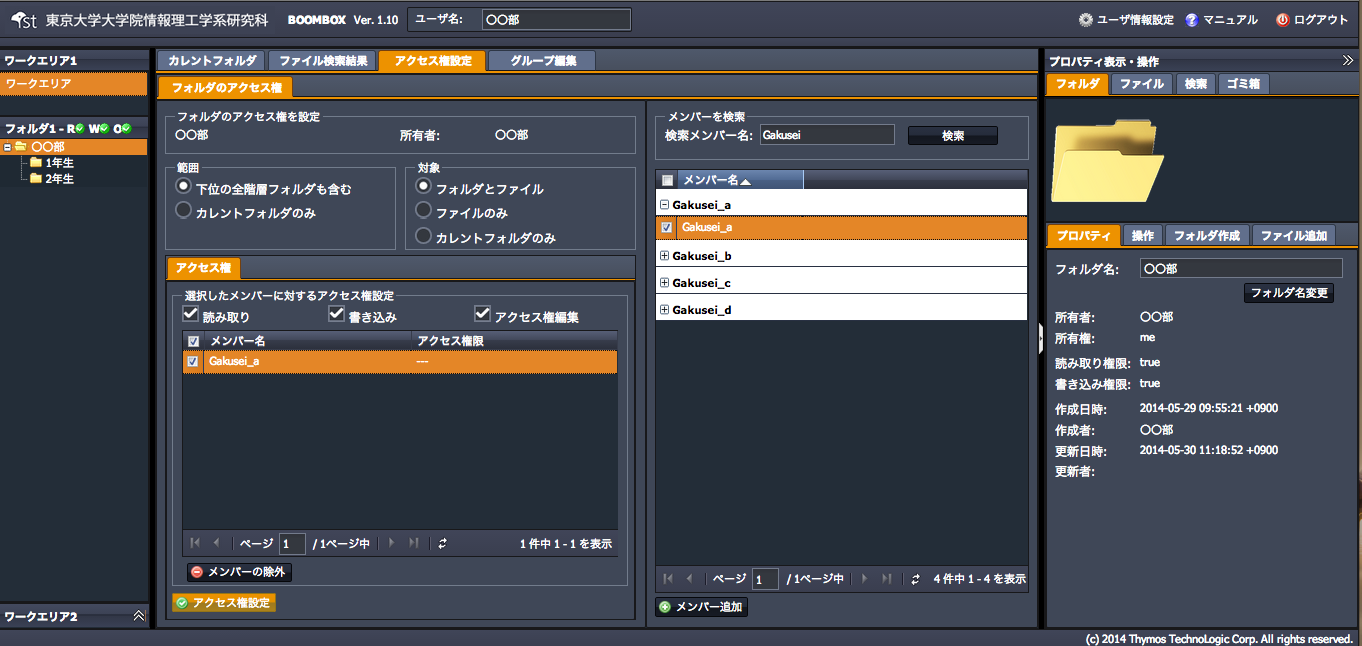 ist 東京大学大学院情報理工学系研究科 BOOMBOX Ver. 1.10 ユーザ名: 〇〇部 ユーザ情報設定 マニュアル ログアウト
ワークエリア1
ワークエリア
フォルダ1 - R W O
〇〇部
1年生
2年生
ワークエリア2
カレントフォルダ ファイル検索結果 アクセス権設定 グループ編集
フォルダのアクセス権
フォルダのアクセス権を設定
〇〇部 所有者: 〇〇部
範囲
下位の全階層フォルダも含む
カレントフォルダのみ
対象
フォルダとファイル
ファイルのみ
カレントフォルダのみ
アクセス権
選択したメンバーに対するアクセス権設定
読み取り 書き込み アクセス権編集
メンバー名 アクセス権限
Gakusei_a ---
ページ 1 / 1ページ中 1 件中 1 - 1 を表示
メンバーの除外
アクセス権設定
メンバーを検索
検索メンバー名: Gakusei 検索
メンバー名
Gakusei_a
Gakusei_a
Gakusei_b
Gakusei_c
Gakusei_d
ページ 1 / 1ページ中 4 件中 1 - 4 を表示
メンバー追加
プロパティ表示・操作
フォルダ ファイル 検索 ゴミ箱
プロパティ 操作 フォルダ作成 ファイル追加
フォルダ名: 〇〇部
フォルダ名変更
所有者: 〇〇部
所有権: me
読み取り権限: true
書き込み権限: true
作成日時: 2014-05-29 09:55:21 +0900
作成者: 〇〇部
更新日時: 2014-05-30 11:18:52 +0900
更新者:
(c) 2014 Thymos TechnoLogic Corp. All rights reserved.